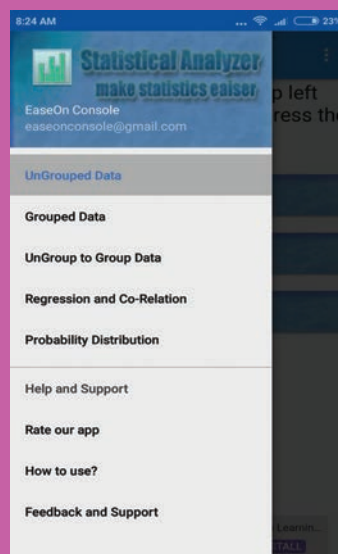 8:24 AM ... 23%
Statistical Analyzer
make statistics eaiser
EaseOn Console
easeonconsole@gmail.com
p left
ress the
UnGrouped Data
Grouped Data
UnGroup to Group Data
Regression and Co-Relation
Probability Distribution
Help and Support
Rate our app
How to use?
Feedback and Support
Learnin...
TALL